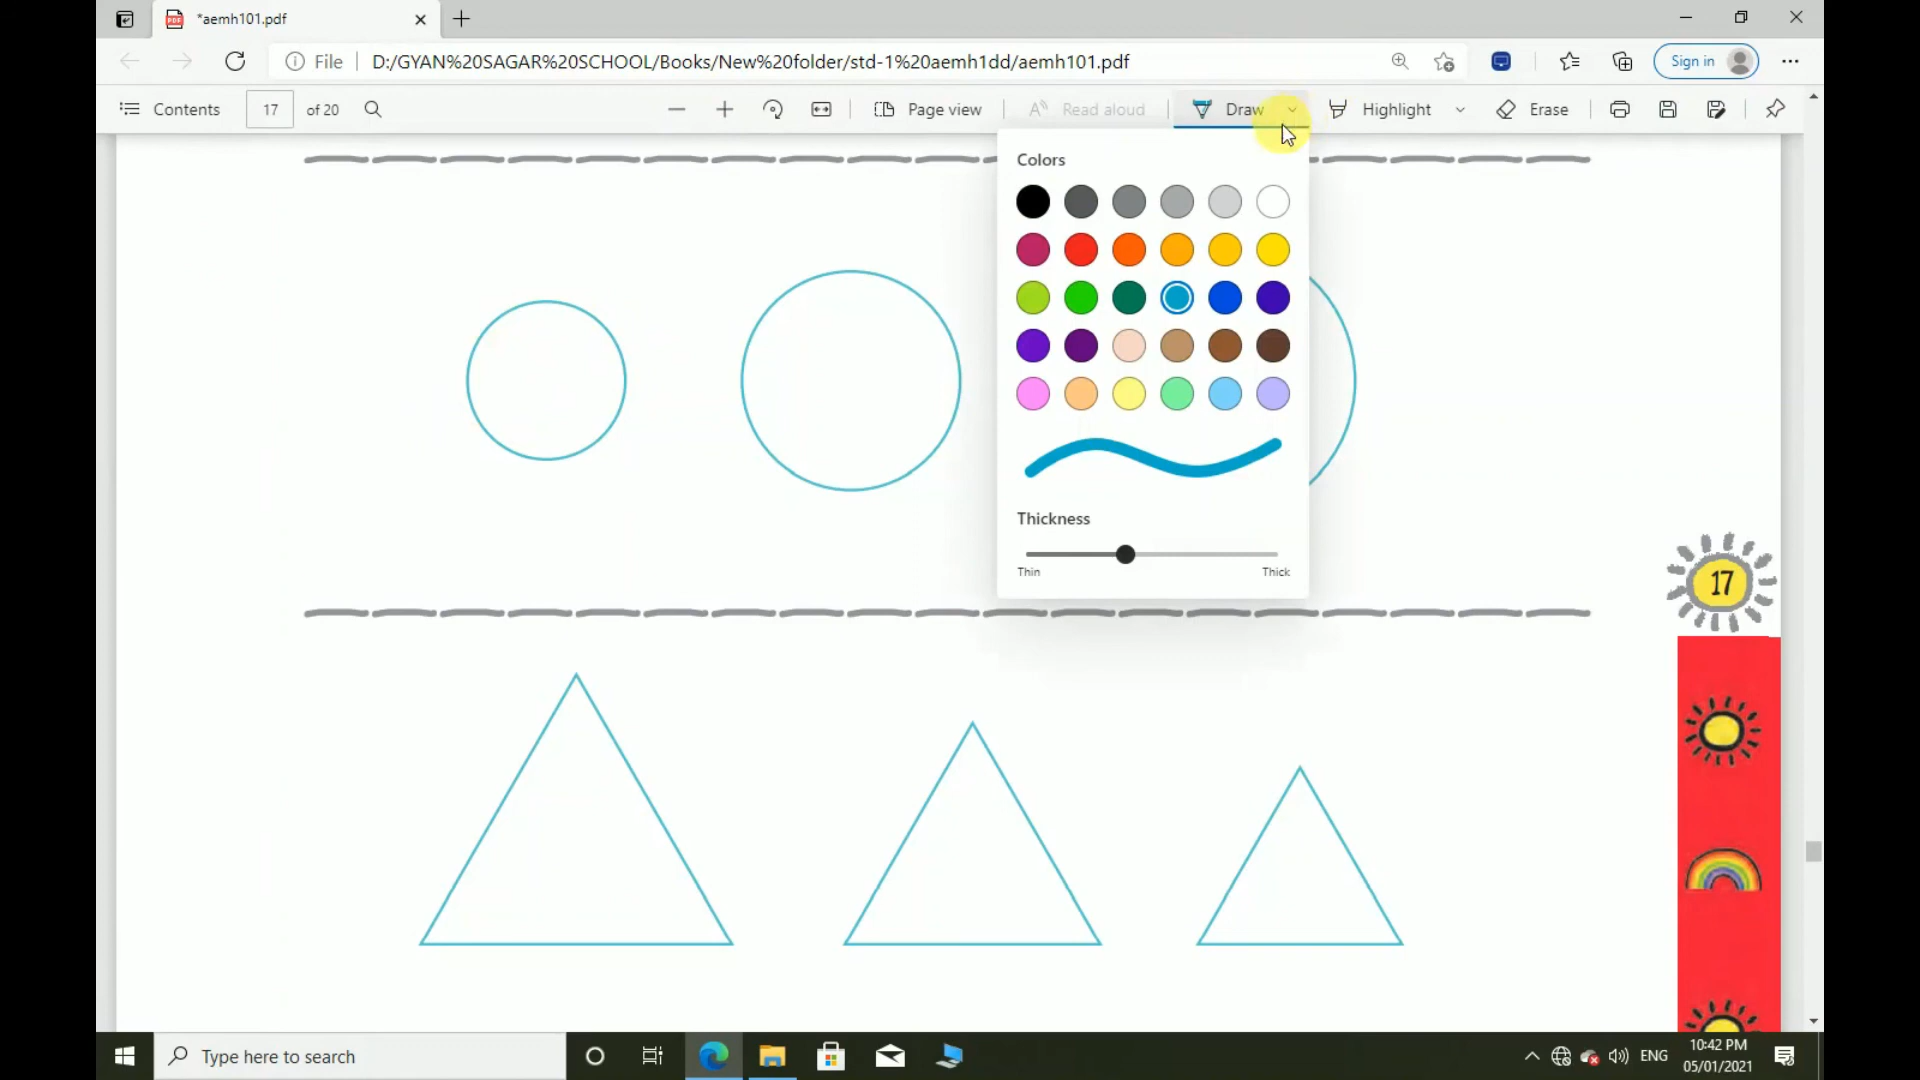 *aemh101.pdf
File D:/GYAN%20SAGAR%20SCHOOL/Books/New%20folder/std-1%20aemh1dd/aemh101.pdf Sign in
Contents 17 of 20 Page view Read aloud Draw Highlight Erase
Colors
Thickness
Thin Thick
17
Type here to search
ENG
10:42 PM
05/01/2021